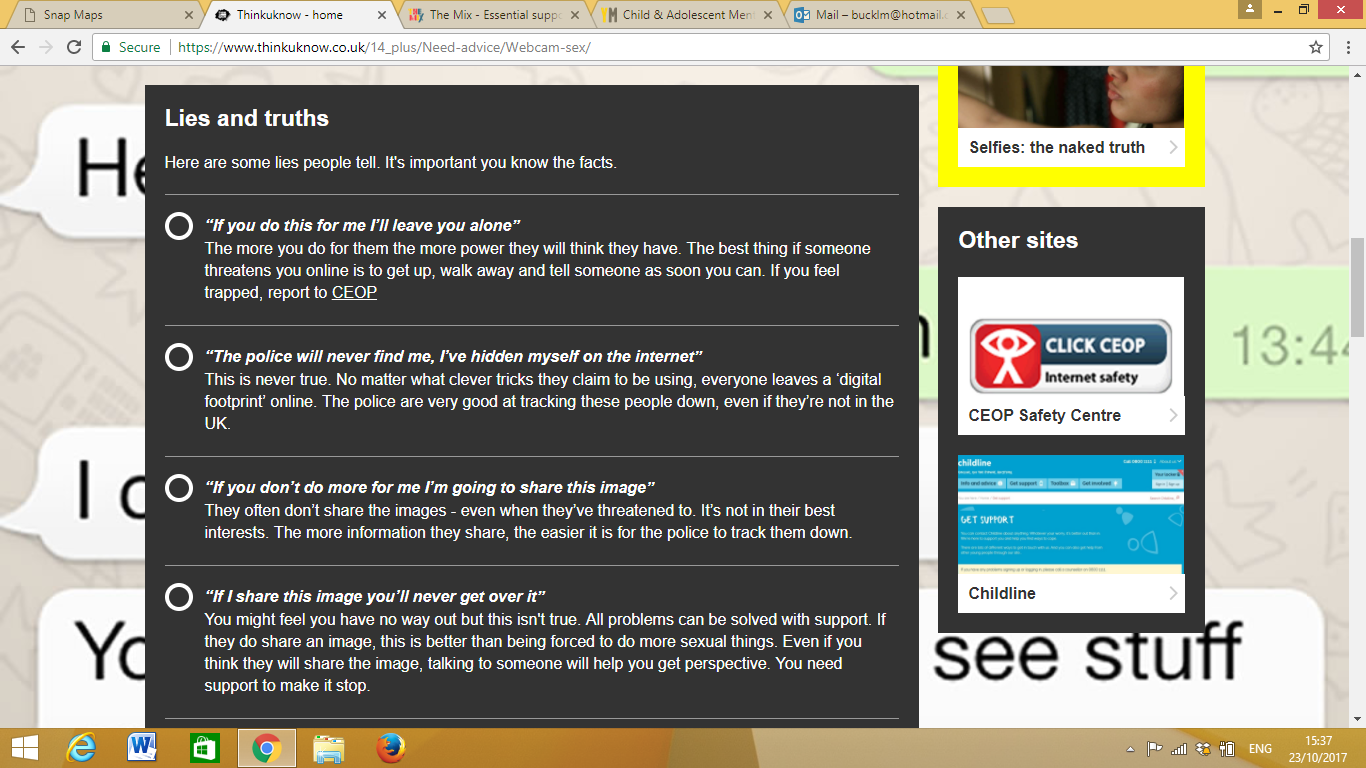 Snap Maps
Thinkuknow - home
The Mix - Essential supp
Child & Adolescent Men
Mail – bucklm@hotmail.c
Secure
https://www.thinkuknow.co.uk/14_plus/Need-advice/Webcam-sex/
Lies and truths
Here are some lies people tell. It's important you know the facts.
“If you do this for me I’ll leave you alone”
The more you do for them the more power they will think they have. The best thing if someone
threatens you online is to get up, walk away and tell someone as soon you can. If you feel
trapped, report to CEOP
“The police will never find me, I’ve hidden myself on the internet”
This is never true. No matter what clever tricks they claim to be using, everyone leaves a ‘digital
footprint’ online. The police are very good at tracking these people down, even if they’re not in the
UK.
“If you don’t do more for me I’m going to share this image”
They often don’t share the images - even when they’ve threatened to. It’s not in their best
interests. The more information they share, the easier it is for the police to track them down.
“If I share this image you’ll never get over it”
You might feel you have no way out but this isn't true. All problems can be solved with support. If
they do share an image, this is better than being forced to do more sexual things. Even if you
think they will share the image, talking to someone will help you get perspective. You need
support to make it stop.
Selfies: the naked truth
Other sites
CLICK CEOP
Internet safety
CEOP Safety Centre
childline
Info and advice
Get support
Toolbox
Get involved
GET SUPPORT
Childline
He
13:44
I
Yo
see stuff
ENG
15:37
23/10/2017